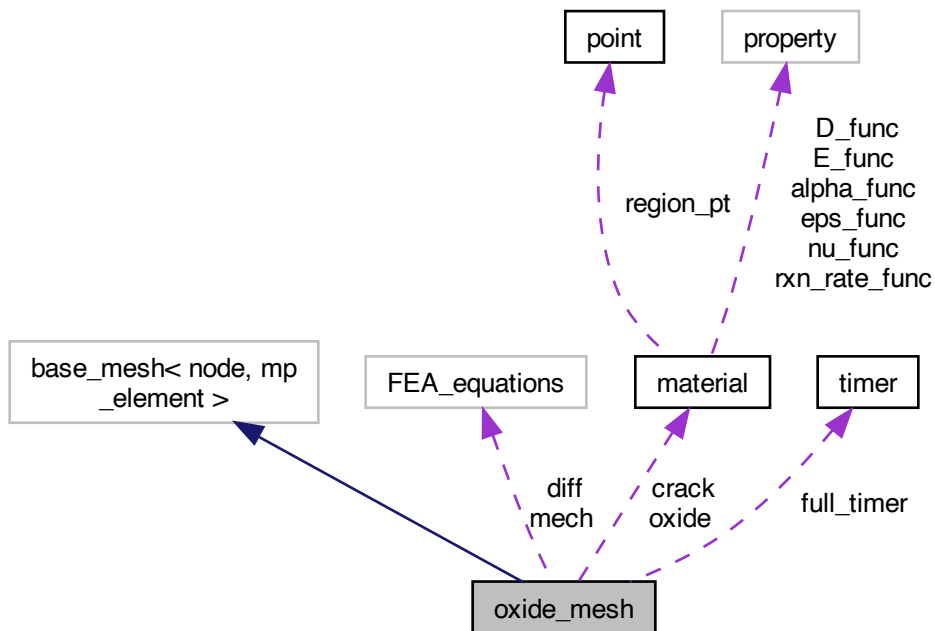 point
property
D_func
E_func
alpha_func
eps_func
nu_func
rxn_rate_func
region_pt
base_mesh< node, mp
_element >
FEA_equations
material
timer
diff
mech
crack
oxide
full_timer
oxide_mesh